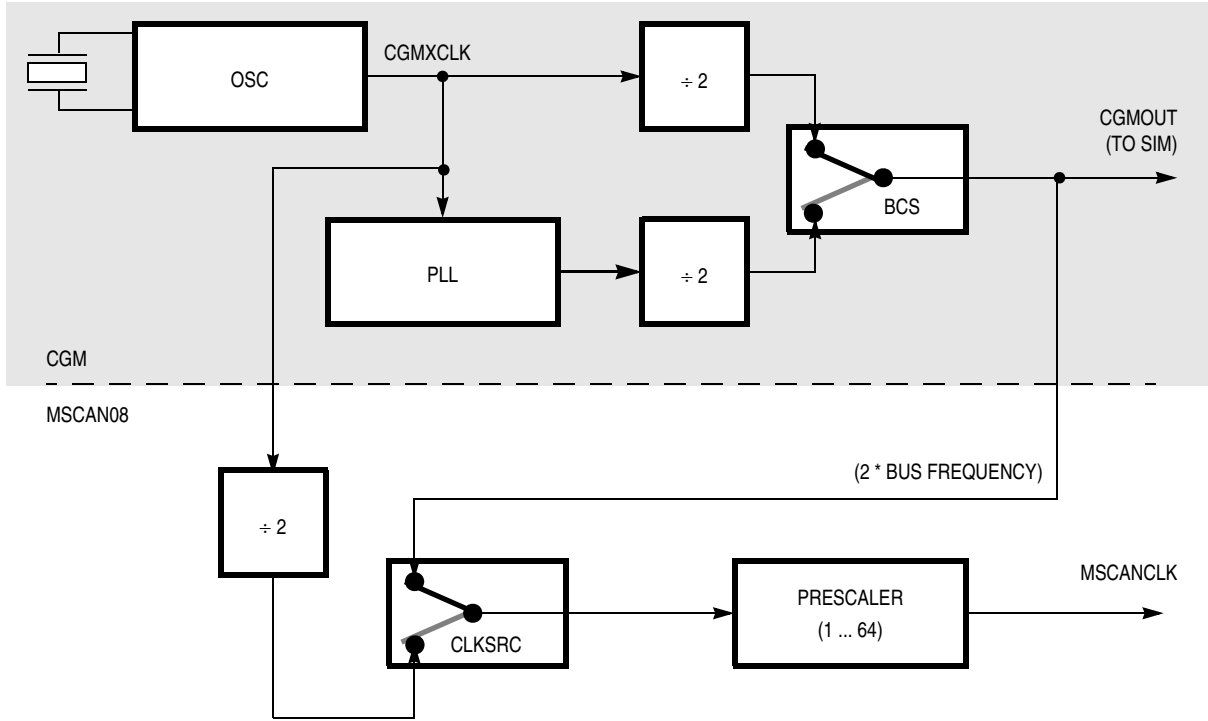 CGMXCLK
OSC
÷ 2
CGMOUT
(TO SIM)
BCS
PLL
÷ 2
CGM
MSCAN08
(2 * BUS FREQUENCY)
÷ 2
MSCANCLK
PRESCALER
(1 ... 64)
CLKSRC